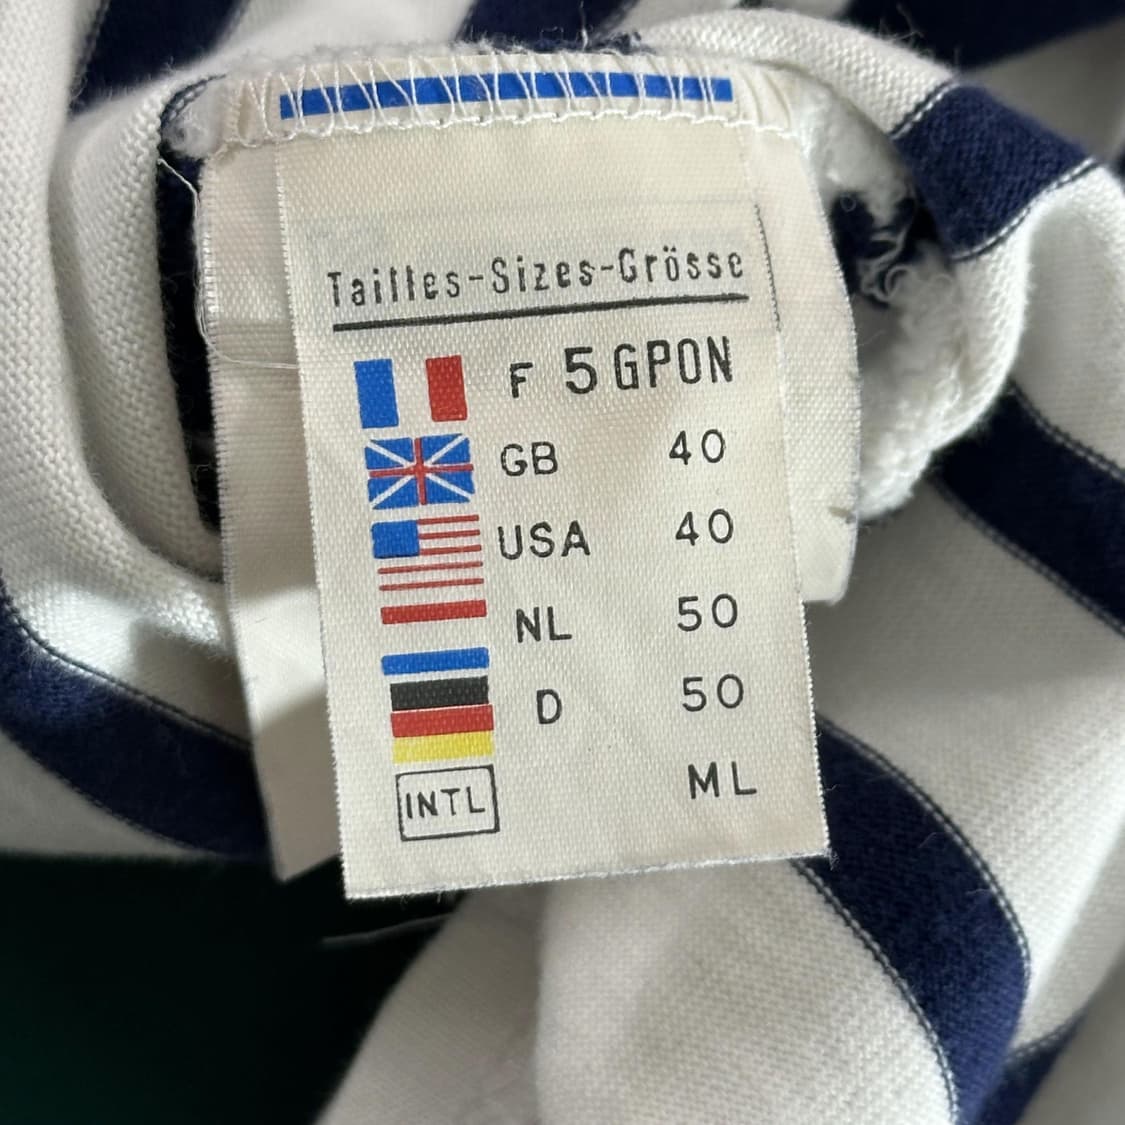 Tailles-Sizes-Grösse
F 5 GPON
GB 40
USA 40
NL 50
D 50
INTL ML